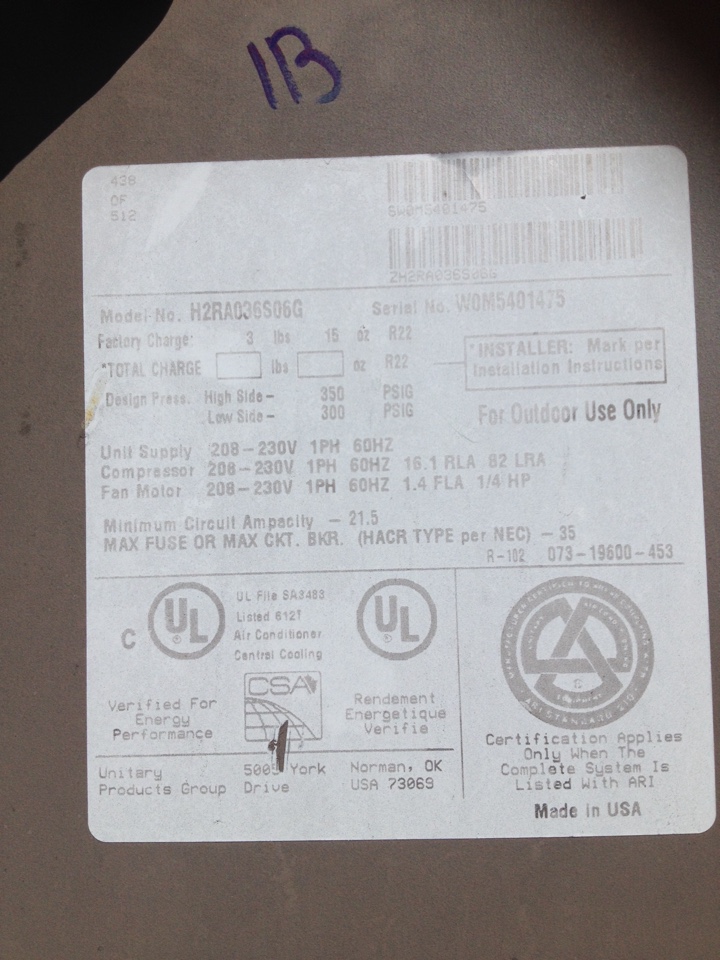 1B
438
OF
512
6W0M5401475
ZH2RA036S06G
Model No. H2RA036S06G Serial No. W0M5401475
Factory Charge: 3 lbs 15 oz R22
*TOTAL CHARGE lbs oz R22
*INSTALLER: Mark per
Installation Instructions
Design Press. High Side- 350 PSIG
Low Side- 300 PSIG
For Outdoor Use Only
Unit Supply 208-230V 1PH 60HZ
Compressor 208-230V 1PH 60HZ 16.1 RLA 82 LRA
Fan Motor 208-230V 1PH 60HZ 1.4 FLA 1/4 HP
Minimum Circuit Ampacity - 21.5
MAX FUSE OR MAX CKT. BKR. (HACR TYPE per NEC) - 35
R-102 073-19600-453
C UL
UL File SA3483
Listed 612T
Air Conditioner
Central Cooling
UL
CSA
Verified For
Energy
Performance
Rendement
Energetique
Verifie
Unitary
Products Group
5005 York
Drive
Norman, OK
USA 73069
Certification Applies
Only When The
Complete System Is
Listed With ARI
Made in USA